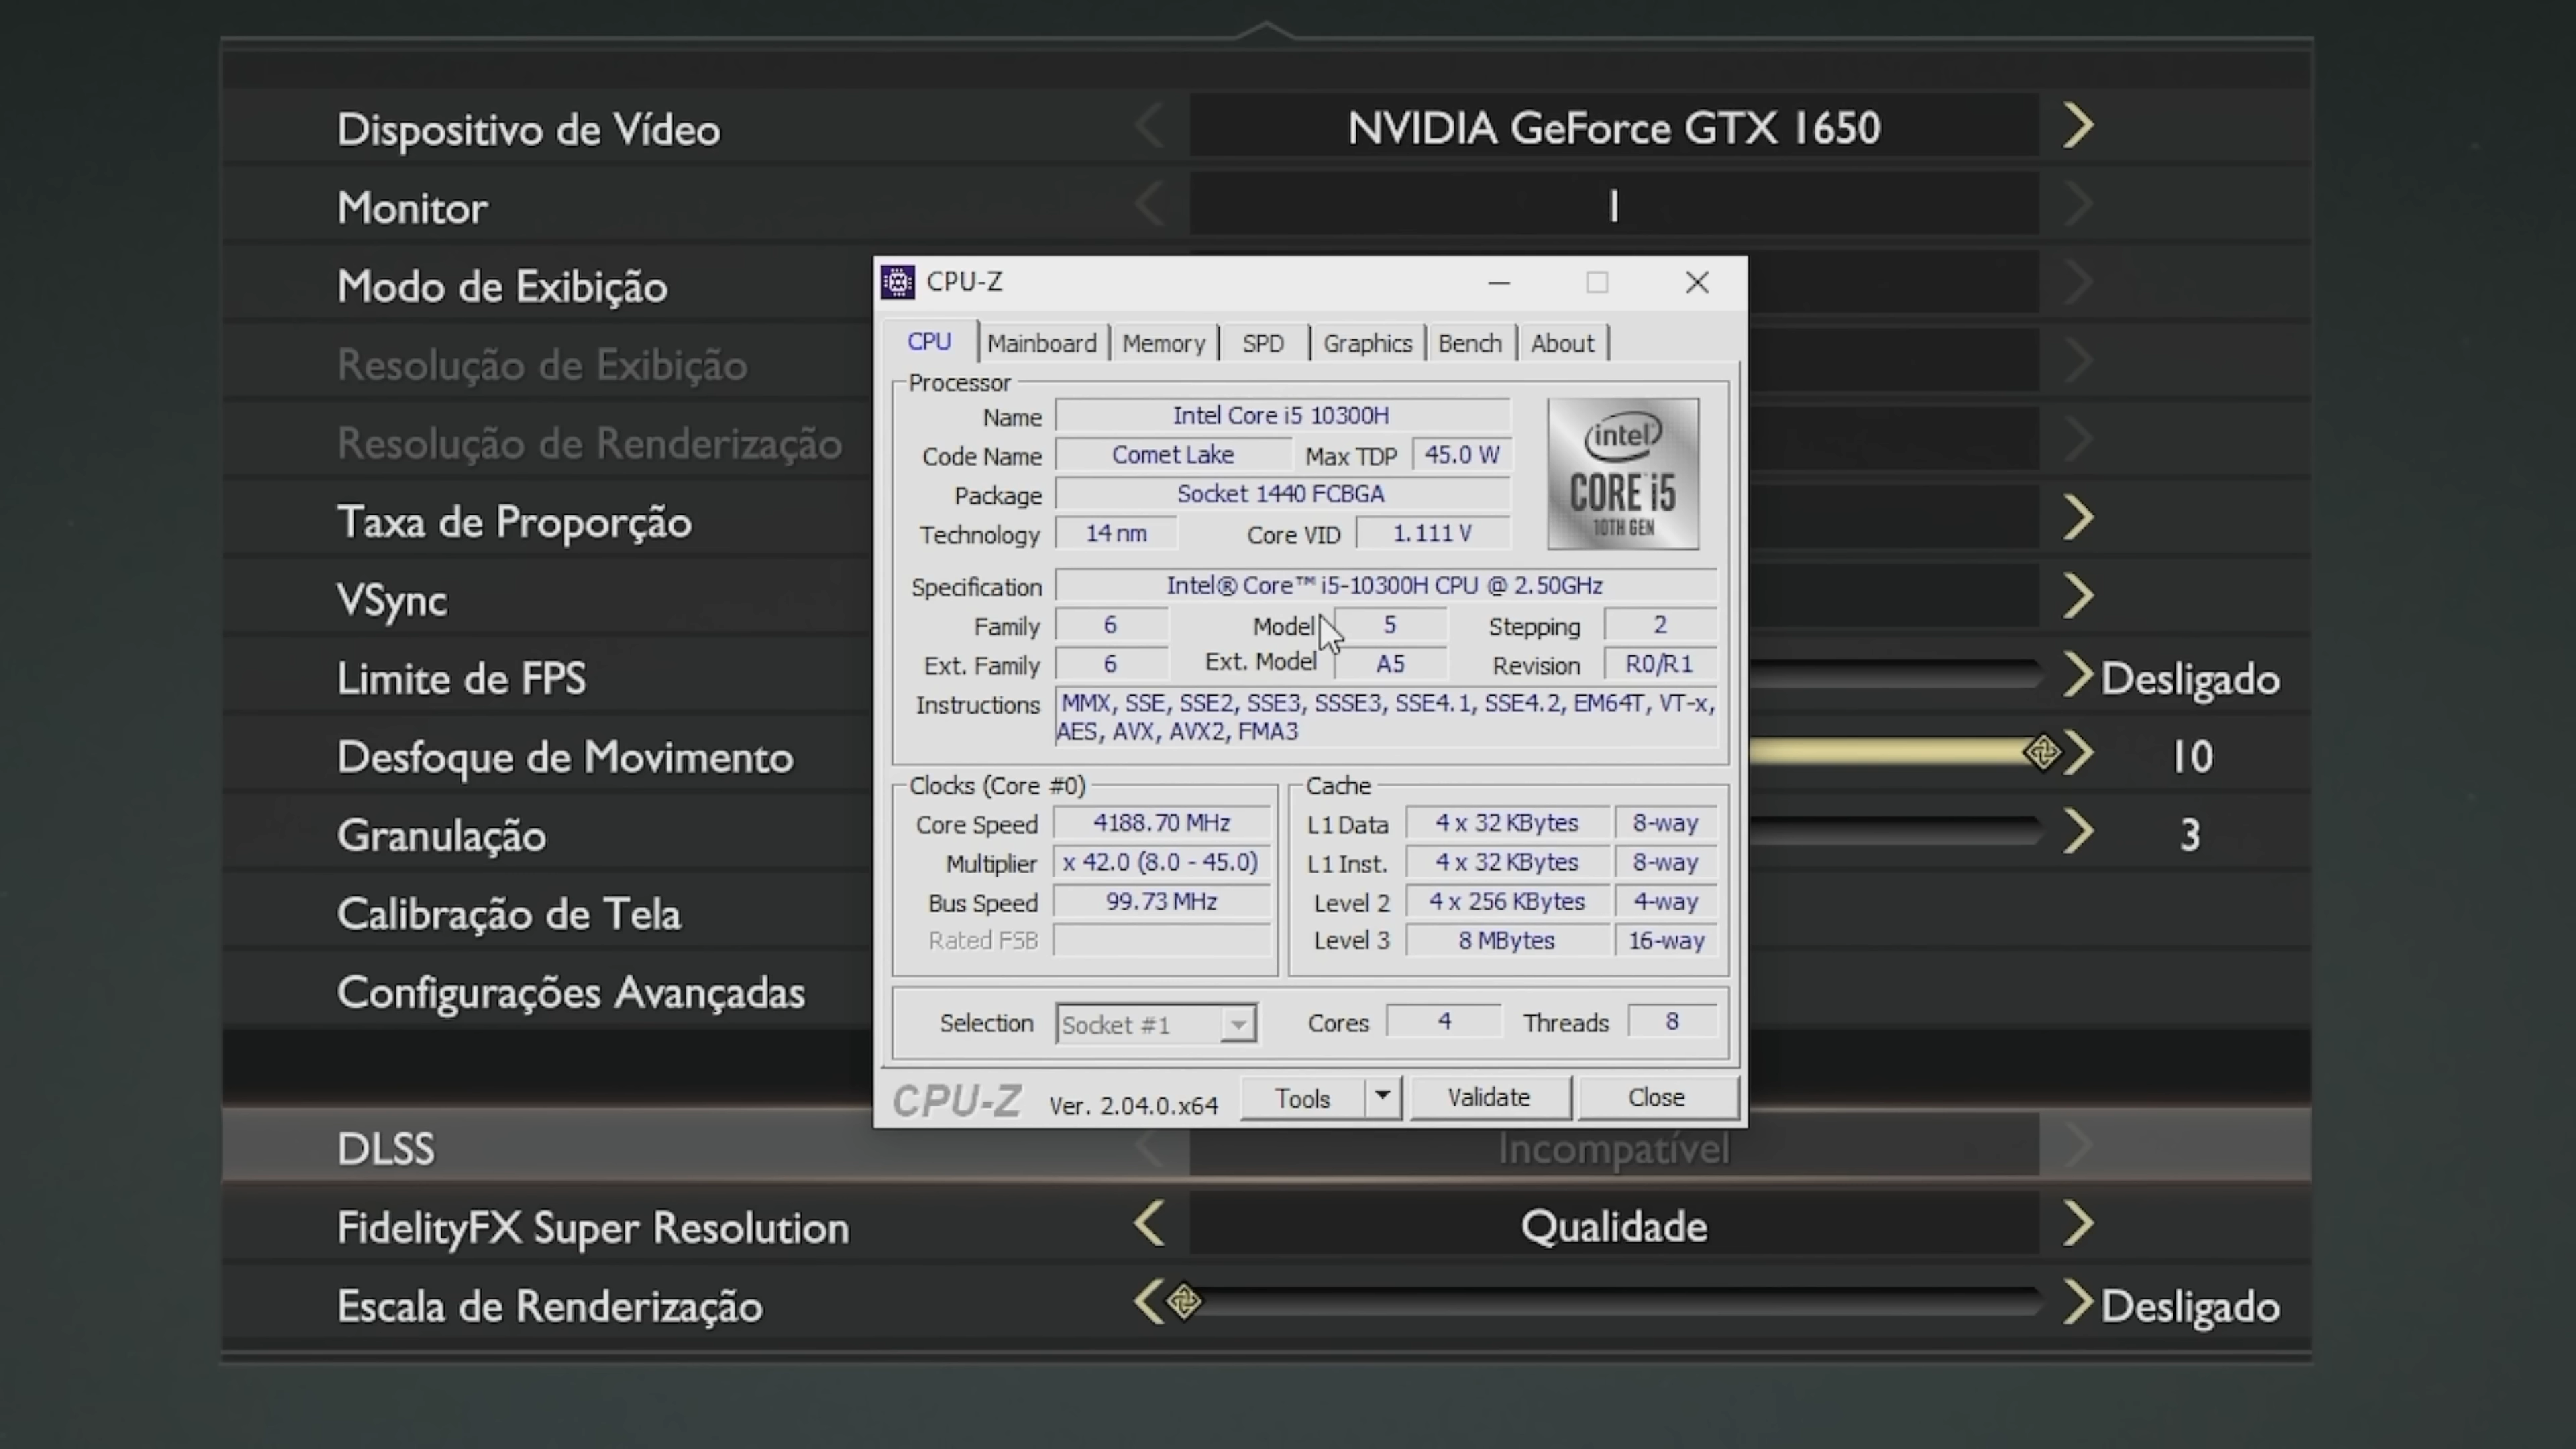 Dispositivo de Vídeo NVIDIA GeForce GTX 1650
Monitor 1
Modo de Exibição
Resolução de Exibição
Resolução de Renderização
Taxa de Proporção
VSync
Limite de FPS Desligado
Desfoque de Movimento 10
Granulação 3
Calibração de Tela
Configurações Avançadas
DLSS Incompatível
FidelityFX Super Resolution Qualidade
Escala de Renderização Desligado
CPU-Z
CPU Mainboard Memory SPD Graphics Bench About
Processor
Name Intel Core i5 10300H
Code Name Comet Lake Max TDP 45.0 W
Package Socket 1440 FCBGA
Technology 14 nm Core VID 1.111 V
intel
CORE i5
10TH GEN
Specification Intel® Core™ i5-10300H CPU @ 2.50GHz
Family 6 Model 5 Stepping 2
Ext. Family 6 Ext. Model A5 Revision R0/R1
Instructions MMX, SSE, SSE2, SSE3, SSSE3, SSE4.1, SSE4.2, EM64T, VT-x,
AES, AVX, AVX2, FMA3
Clocks (Core #0)
Core Speed 4188.70 MHz
Multiplier x 42.0 (8.0 - 45.0)
Bus Speed 99.73 MHz
Rated FSB
Cache
L1 Data 4 x 32 KBytes 8-way
L1 Inst. 4 x 32 KBytes 8-way
Level 2 4 x 256 KBytes 4-way
Level 3 8 MBytes 16-way
Selection Socket #1 Cores 4 Threads 8
CPU-Z Ver. 2.04.0.x64 Tools Validate Close